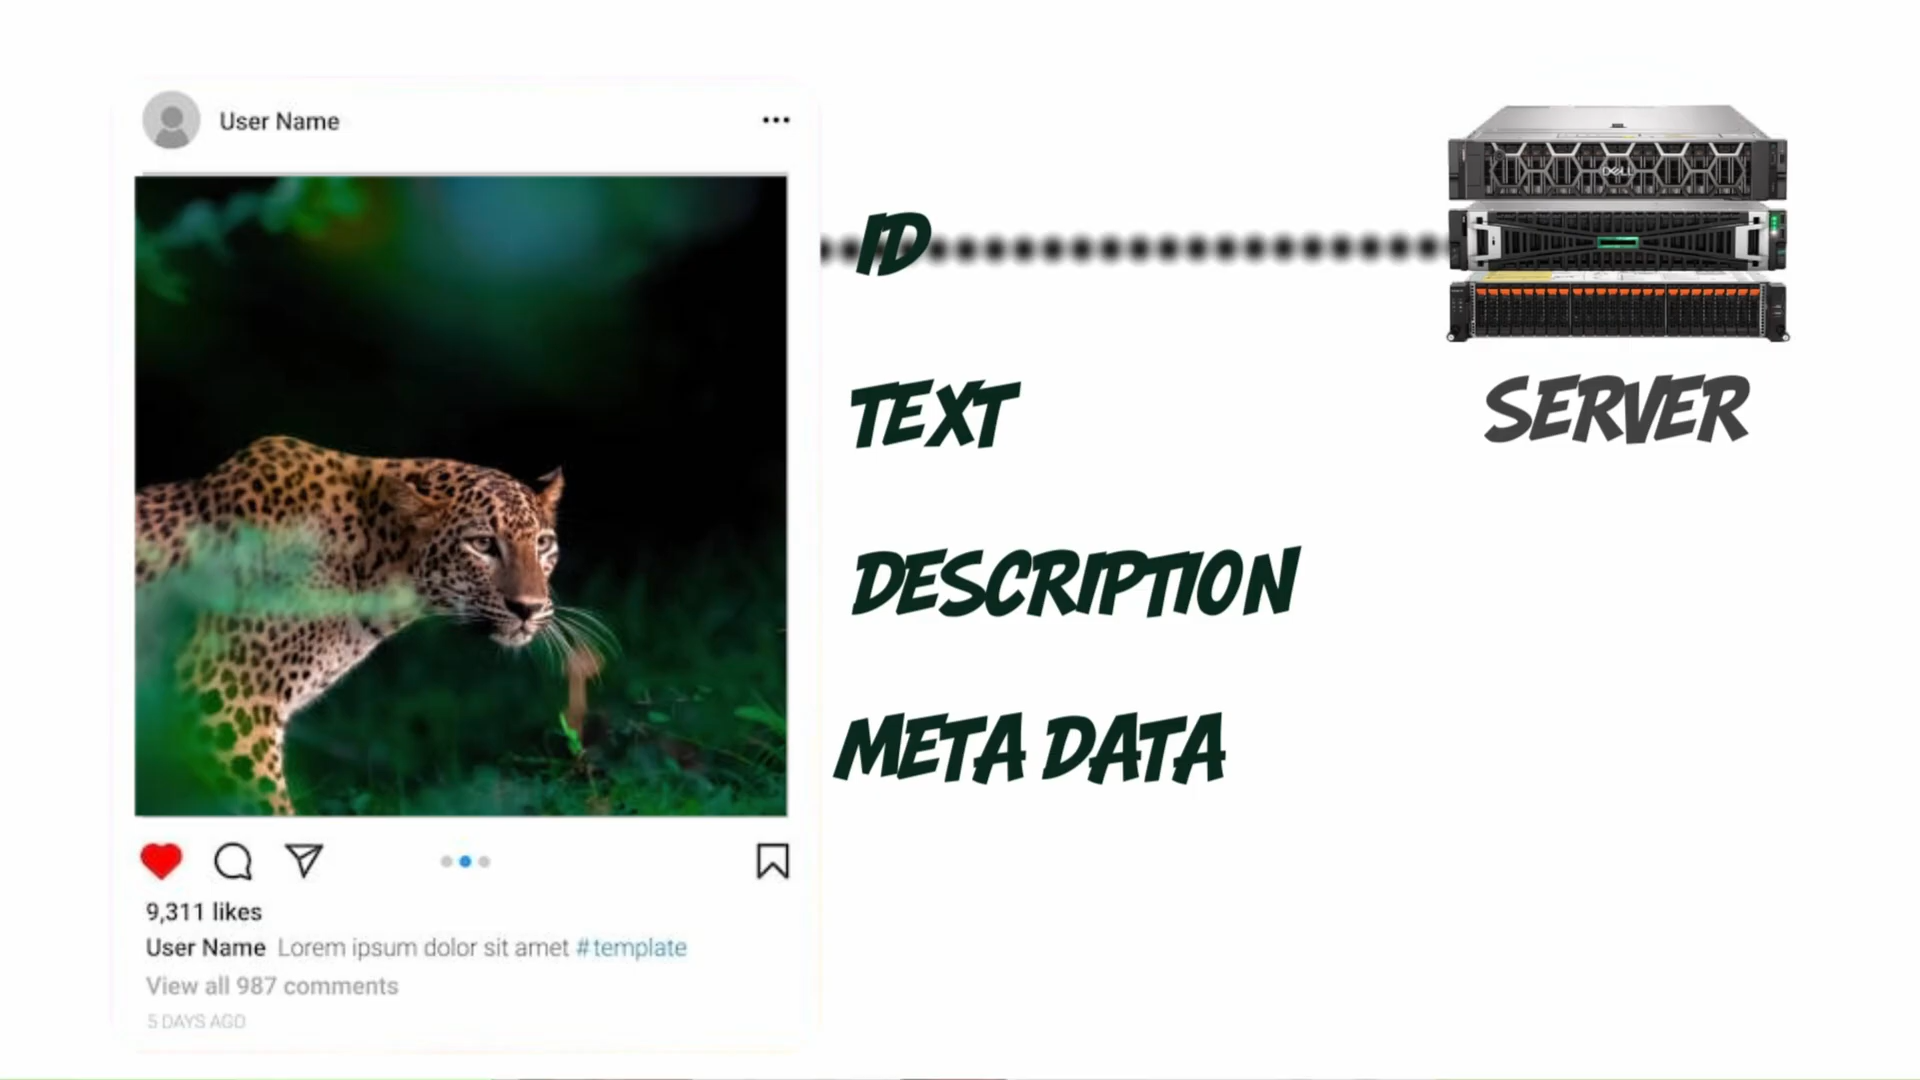 User Name
ID
TEXT
DESCRIPTION
META DATA
DELL
SERVER
9,311 likes
User Name Lorem ipsum dolor sit amet #template
View all 987 comments
5 DAYS AGO